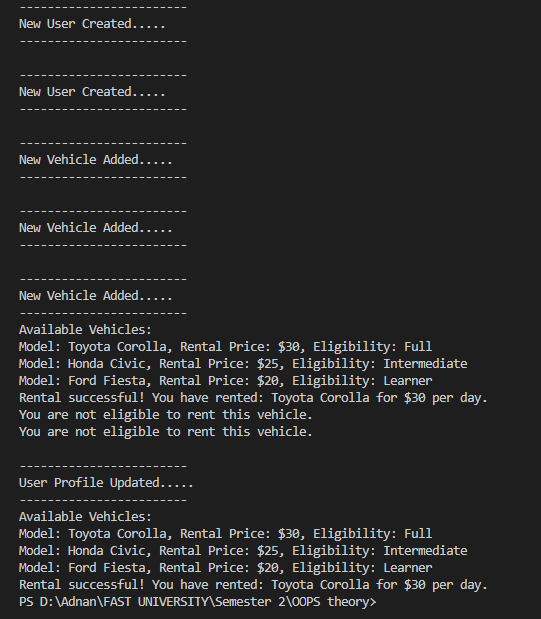 ------------------------
New User Created.....
------------------------
------------------------
New User Created.....
------------------------
------------------------
New Vehicle Added.....
------------------------
------------------------
New Vehicle Added.....
------------------------
------------------------
New Vehicle Added.....
------------------------
Available Vehicles:
Model: Toyota Corolla, Rental Price: $30, Eligibility: Full
Model: Honda Civic, Rental Price: $25, Eligibility: Intermediate
Model: Ford Fiesta, Rental Price: $20, Eligibility: Learner
Rental successful! You have rented: Toyota Corolla for $30 per day.
You are not eligible to rent this vehicle.
You are not eligible to rent this vehicle.
------------------------
User Profile Updated.....
------------------------
Available Vehicles:
Model: Toyota Corolla, Rental Price: $30, Eligibility: Full
Model: Honda Civic, Rental Price: $25, Eligibility: Intermediate
Model: Ford Fiesta, Rental Price: $20, Eligibility: Learner
Rental successful! You have rented: Toyota Corolla for $30 per day.
PS D:\Adnan\FAST UNIVERSITY\Semester 2\OOPS theory>